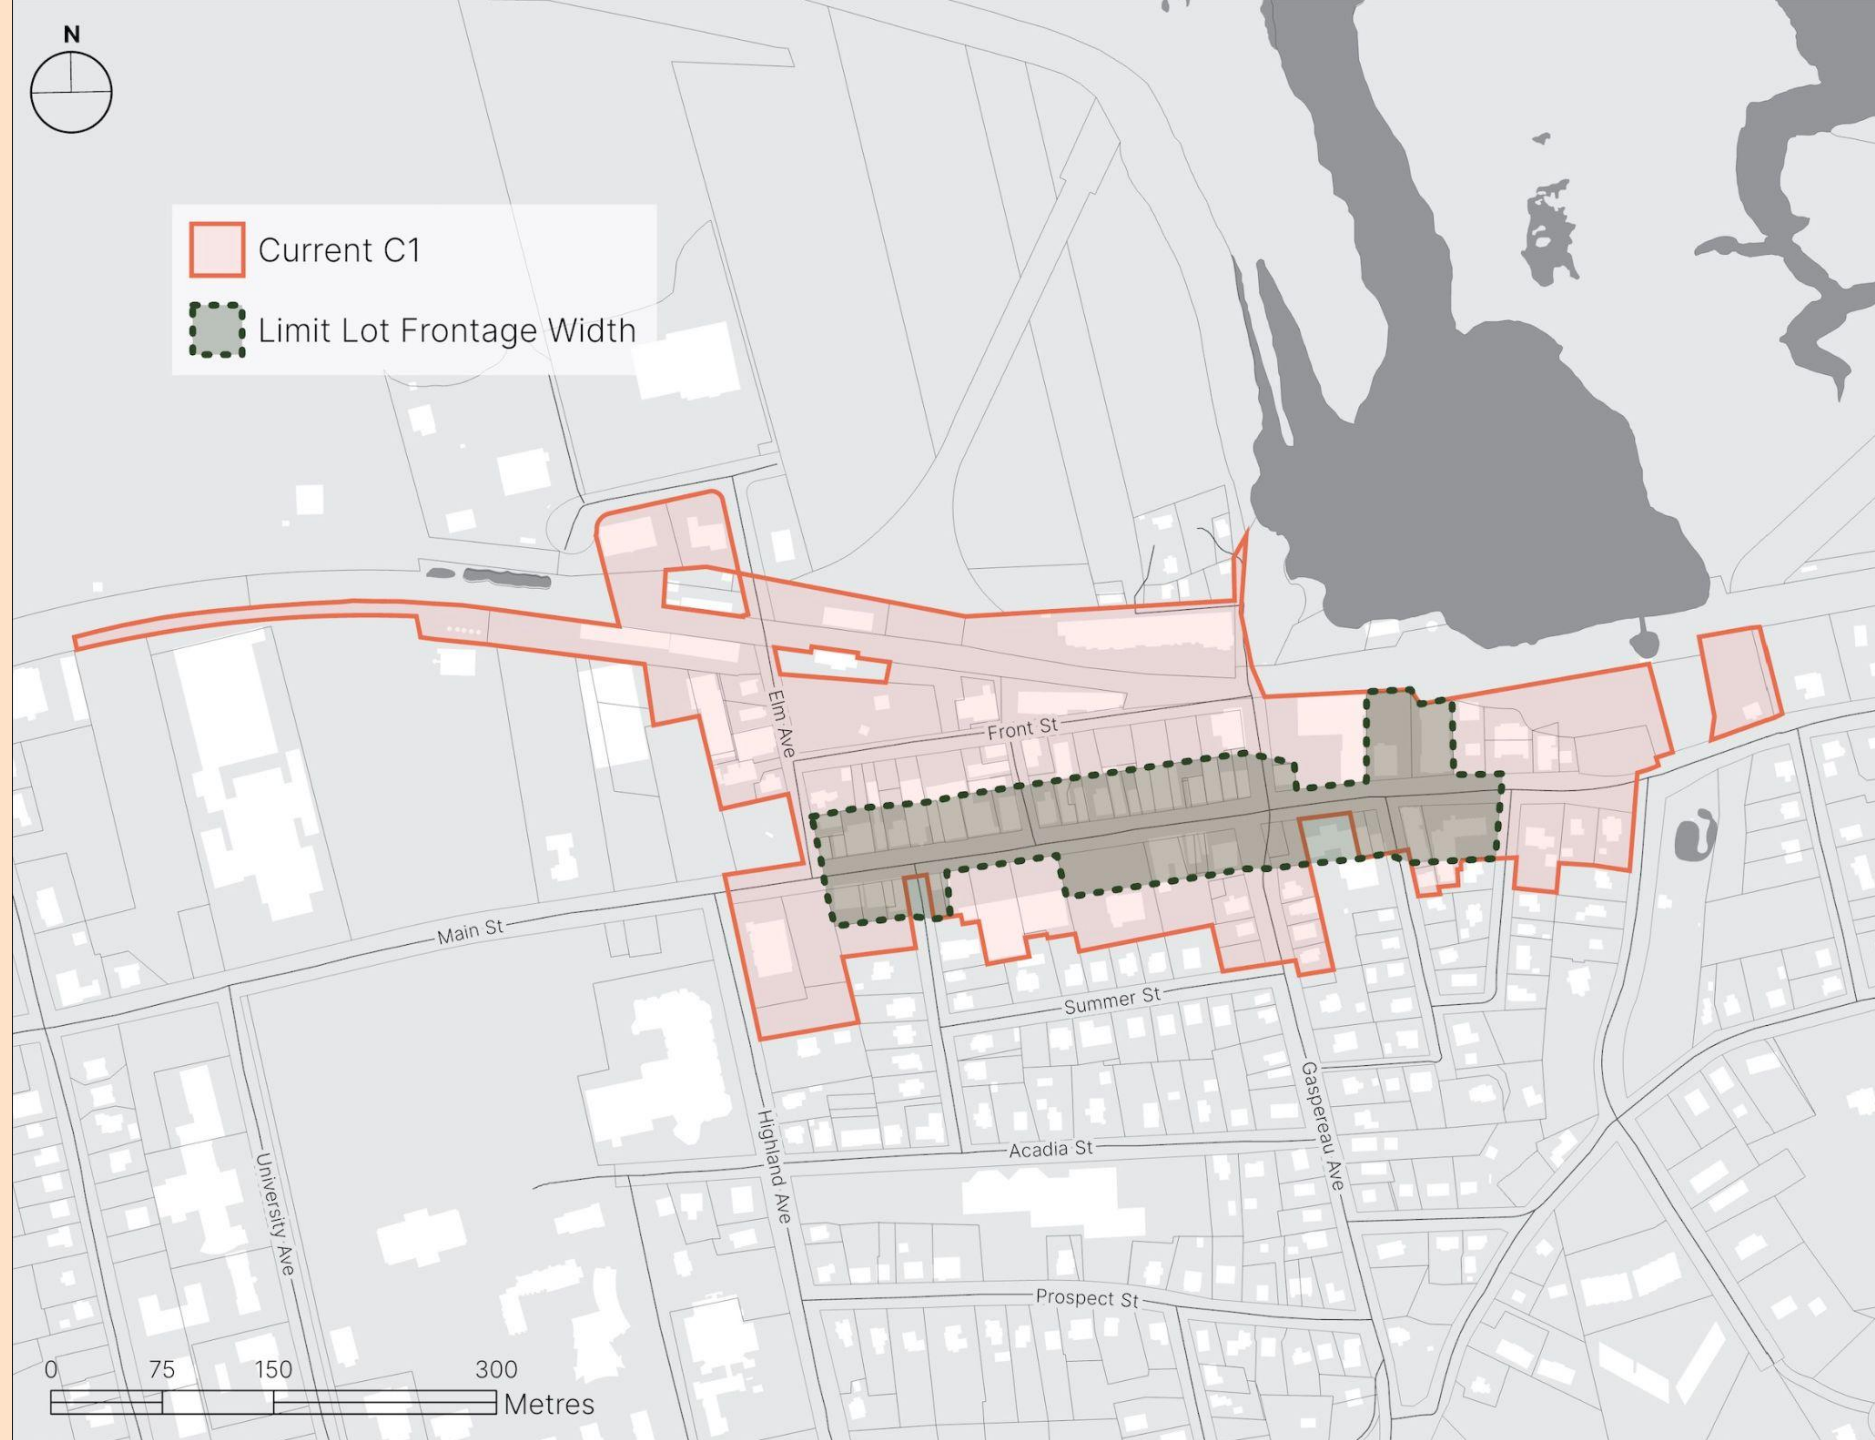 N
Current C1
Limit Lot Frontage Width
Elm Ave
Front St
Main St
Summer St
Gaspereau Ave
Highland Ave
Acadia St
University Ave
Prospect St
0 75 150 300
Metres